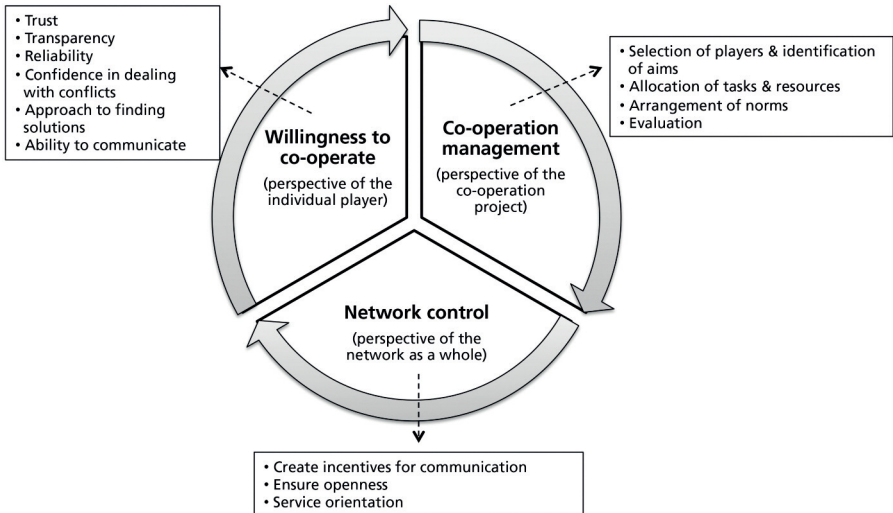 • Trust
• Transparency
• Reliability
• Confidence in dealing
with conflicts
• Approach to finding
solutions
• Ability to communicate
Willingness to
co-operate
(perspective of the
individual player)
Co-operation
management
(perspective of the
co-operation
project)
• Selection of players & identification
of aims
• Allocation of tasks & resources
• Arrangement of norms
• Evaluation
Network control
(perspective of the
network as a whole)
• Create incentives for communication
• Ensure openness
• Service orientation